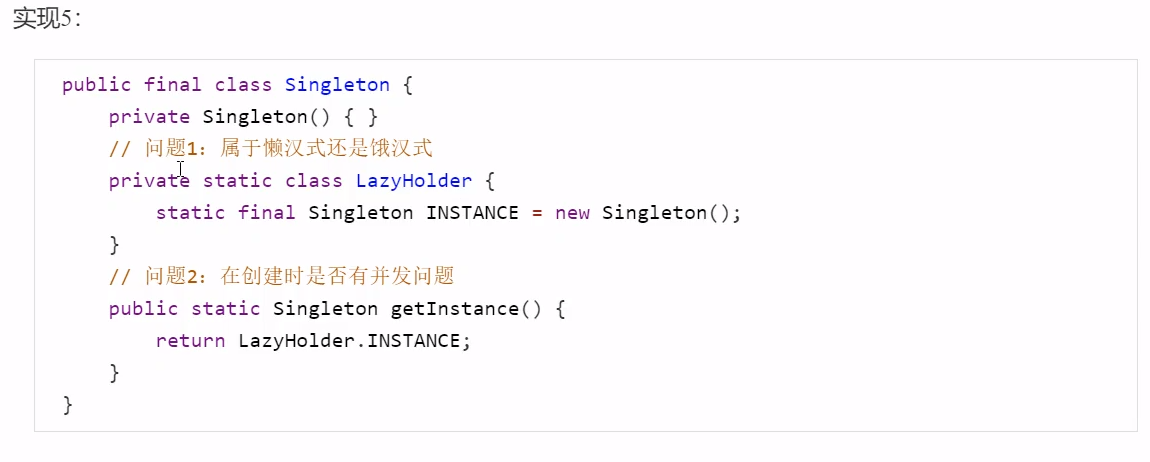 实现5:
public final class Singleton {
    private Singleton() { }
    // 问题1：属于懒汉式还是饿汉式
    private static class LazyHolder {
        static final Singleton INSTANCE = new Singleton();
    }
    // 问题2：在创建时是否有并发问题
    public static Singleton getInstance() {
        return LazyHolder.INSTANCE;
    }
}